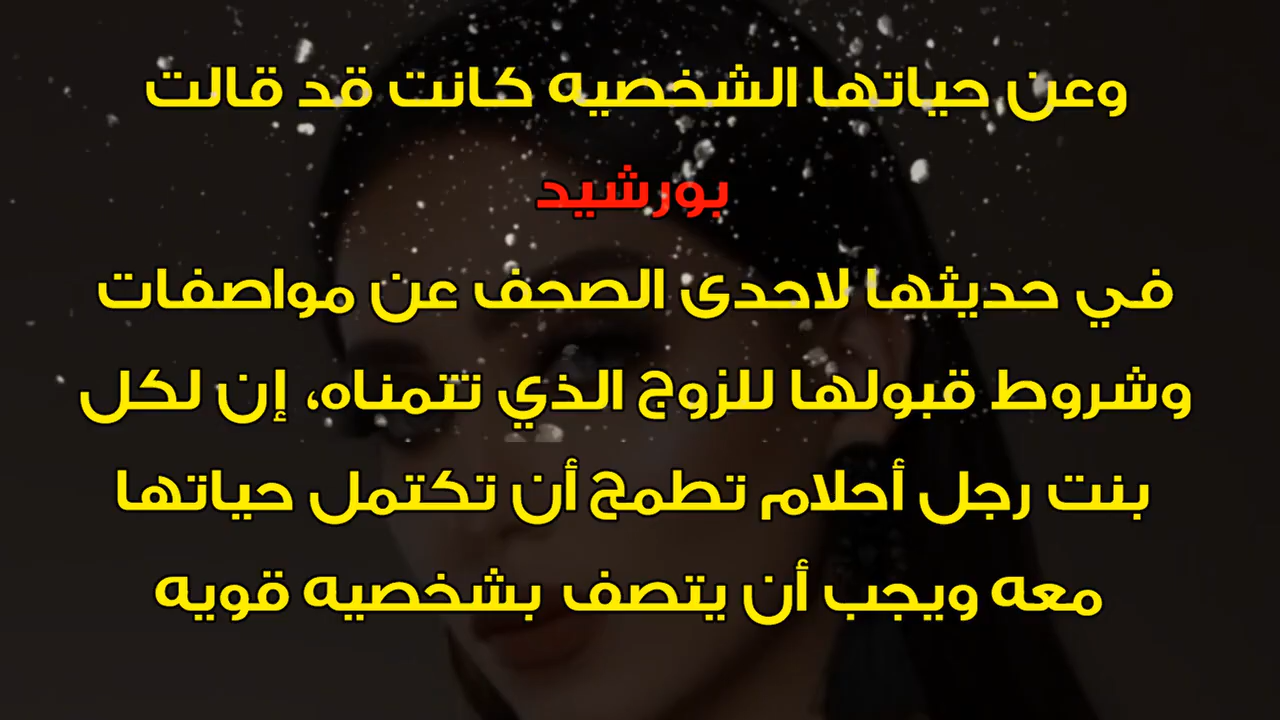 وعن حياتها الشخصيه كانت قد قالت
بورشيد
في حديثها لاحدى الصحف عن مواصفات
وشروط قبولها للزوج الذي تتمناه، إن لكل
بنت رجل أحلام تطمح أن تكتمل حياتها
معه ويجب أن يتصف بشخصيه قويه